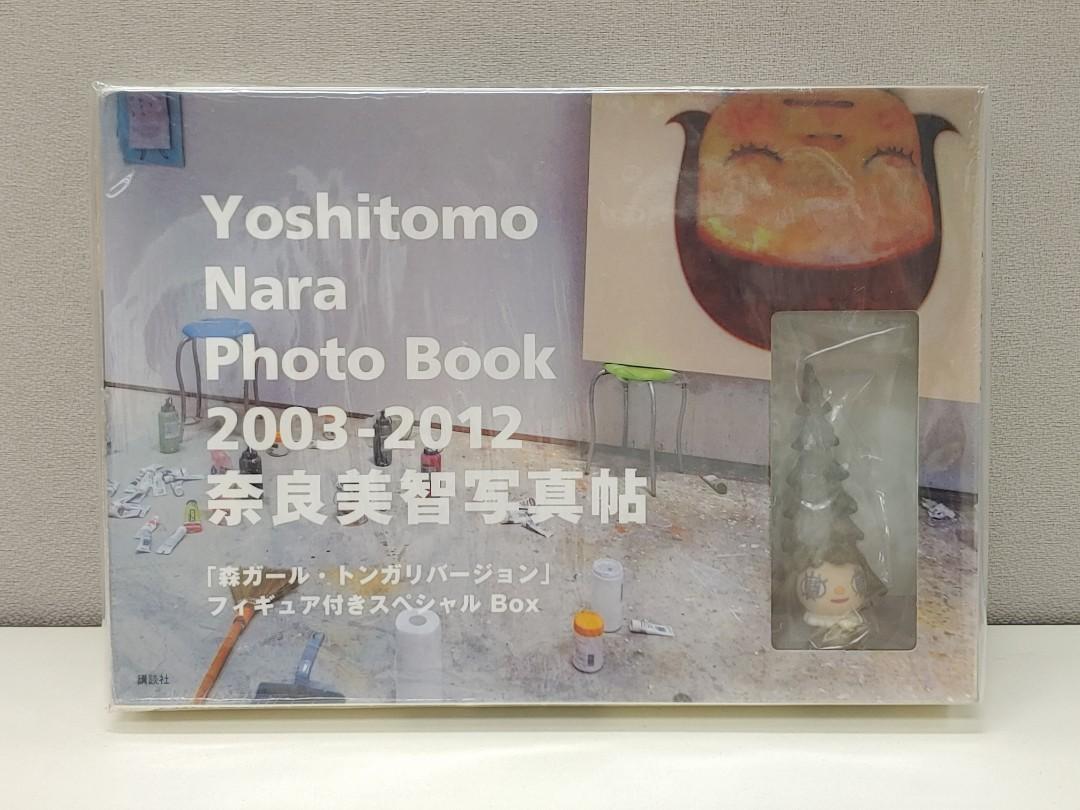 Yoshitomo
Nara
Photo Book
2003-2012
奈良美智写真帖
「森ガール・トンガリバージョン」
フィギュア付きスペシャル Box
講談社